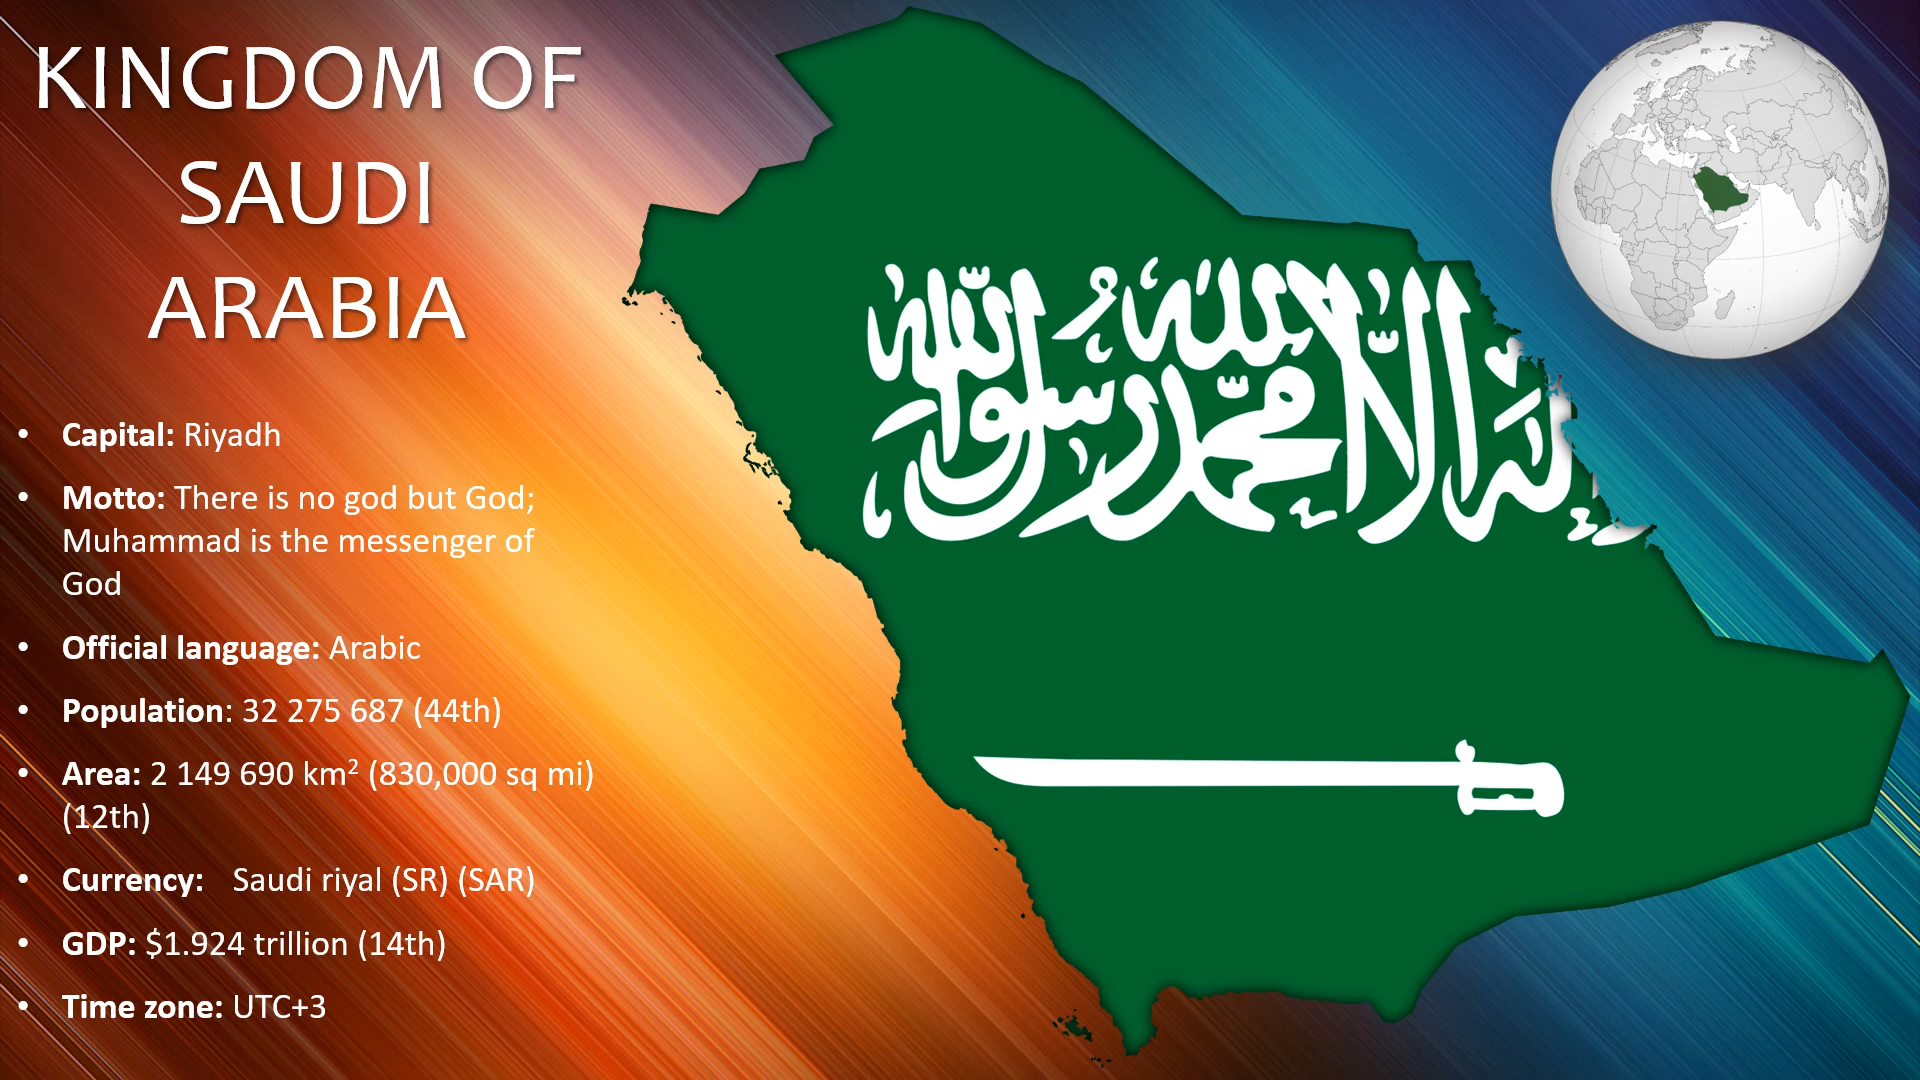 KINGDOM OF
SAUDI
ARABIA
• Capital: Riyadh
• Motto: There is no god but God;
Muhammad is the messenger of
God
• Official language: Arabic
• Population: 32 275 687 (44th)
• Area: 2 149 690 km² (830,000 sq mi)
(12th)
• Currency: Saudi riyal (SR) (SAR)
• GDP: $1.924 trillion (14th)
• Time zone: UTC+3
لا إله إلا الله محمد رسول الله